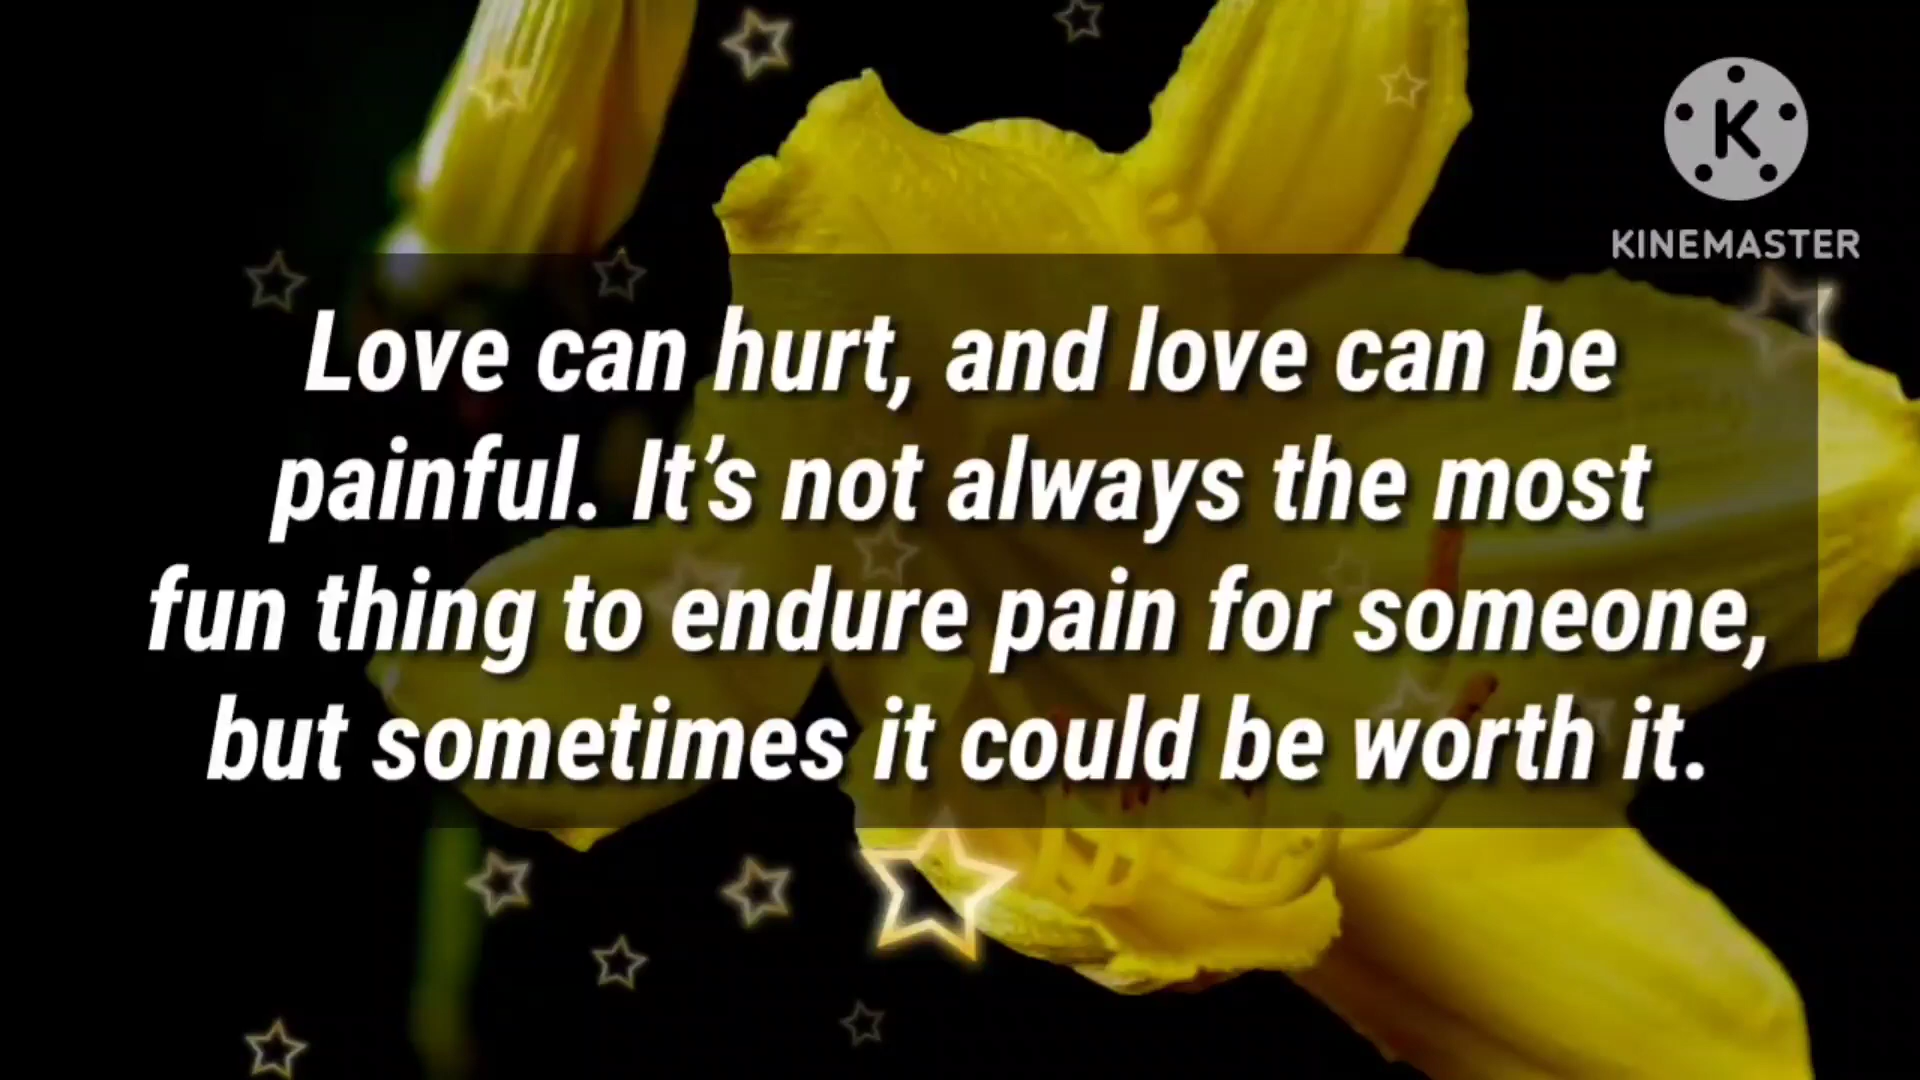 K
KINEMASTER
Love can hurt, and love can be
painful. It’s not always the most
fun thing to endure pain for someone,
but sometimes it could be worth it.